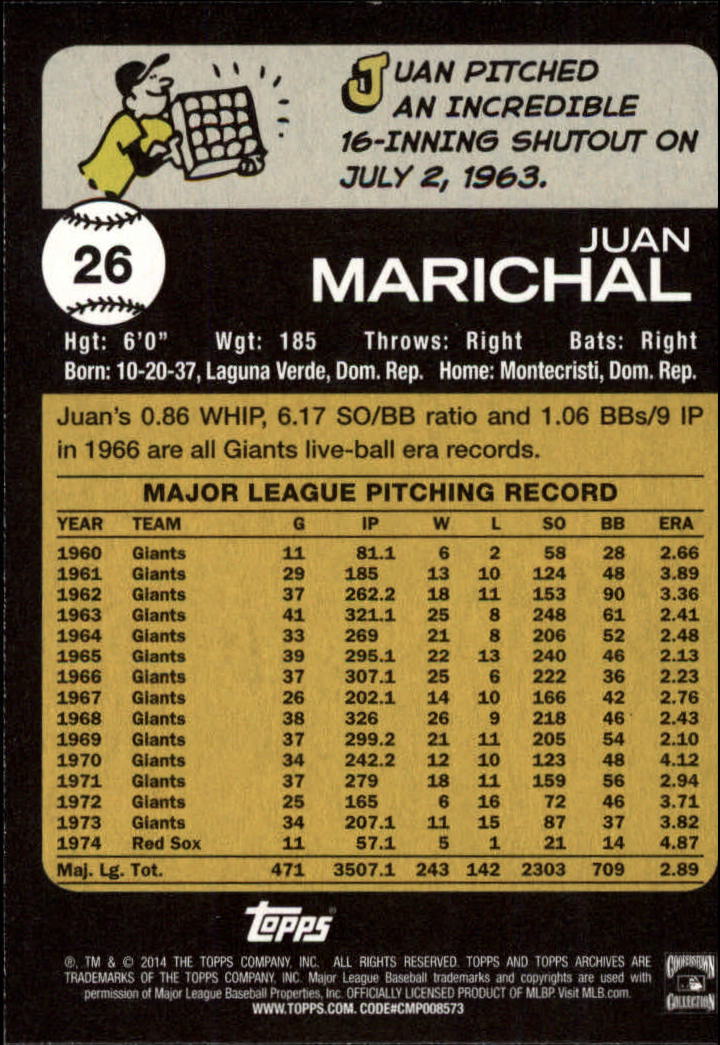 JUAN PITCHED
AN INCREDIBLE
16-INNING SHUTOUT ON
JULY 2, 1963.
26
JUAN
MARICHAL
Hgt: 6'0" Wgt: 185 Throws: Right Bats: Right
Born: 10-20-37, Laguna Verde, Dom. Rep. Home: Montecristi, Dom. Rep.
Juan's 0.86 WHIP, 6.17 SO/BB ratio and 1.06 BBs/9 IP
in 1966 are all Giants live-ball era records.
MAJOR LEAGUE PITCHING RECORD
YEAR TEAM G IP W L SO BB ERA
1960 Giants 11 81.1 6 2 58 28 2.66
1961 Giants 29 185 13 10 124 48 3.89
1962 Giants 37 262.2 18 11 153 90 3.36
1963 Giants 41 321.1 25 8 248 61 2.41
1964 Giants 33 269 21 8 206 52 2.48
1965 Giants 39 295.1 22 13 240 46 2.13
1966 Giants 37 307.1 25 6 222 36 2.23
1967 Giants 26 202.1 14 10 166 42 2.76
1968 Giants 38 326 26 9 218 46 2.43
1969 Giants 37 299.2 21 11 205 54 2.10
1970 Giants 34 242.2 12 10 123 48 4.12
1971 Giants 37 279 18 11 159 56 2.94
1972 Giants 25 165 6 16 72 46 3.71
1973 Giants 34 207.1 11 15 87 37 3.82
1974 Red Sox 11 57.1 5 1 21 14 4.87
Maj. Lg. Tot. 471 3507.1 243 142 2303 709 2.89
Topps
®, TM & © 2014 THE TOPPS COMPANY, INC. ALL RIGHTS RESERVED. TOPPS AND TOPPS ARCHIVES ARE
TRADEMARKS OF THE TOPPS COMPANY, INC. Major League Baseball trademarks and copyrights are used with
permission of Major League Baseball Properties, Inc. OFFICIALLY LICENSED PRODUCT OF MLBP. Visit MLB.com.
WWW.TOPPS.COM. CODE#CMP008573
COOPERSTOWN
COLLECTION